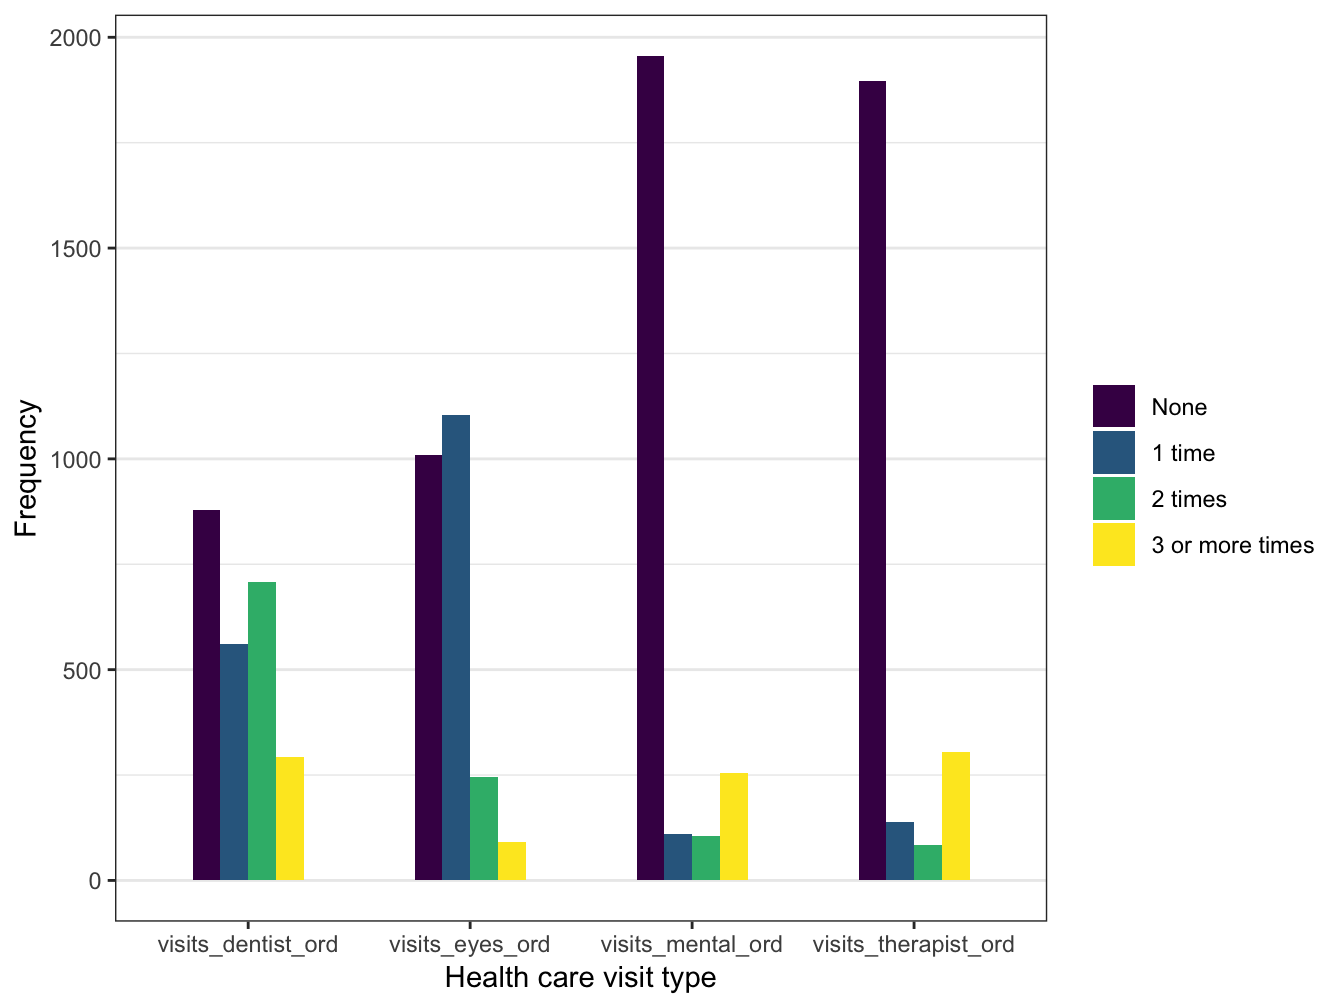 2000
1500
1000
500
0
Frequency
visits_dentist_ord visits_eyes_ord visits_mental_ord visits_therapist_ord
Health care visit type
None
1 time
2 times
3 or more times